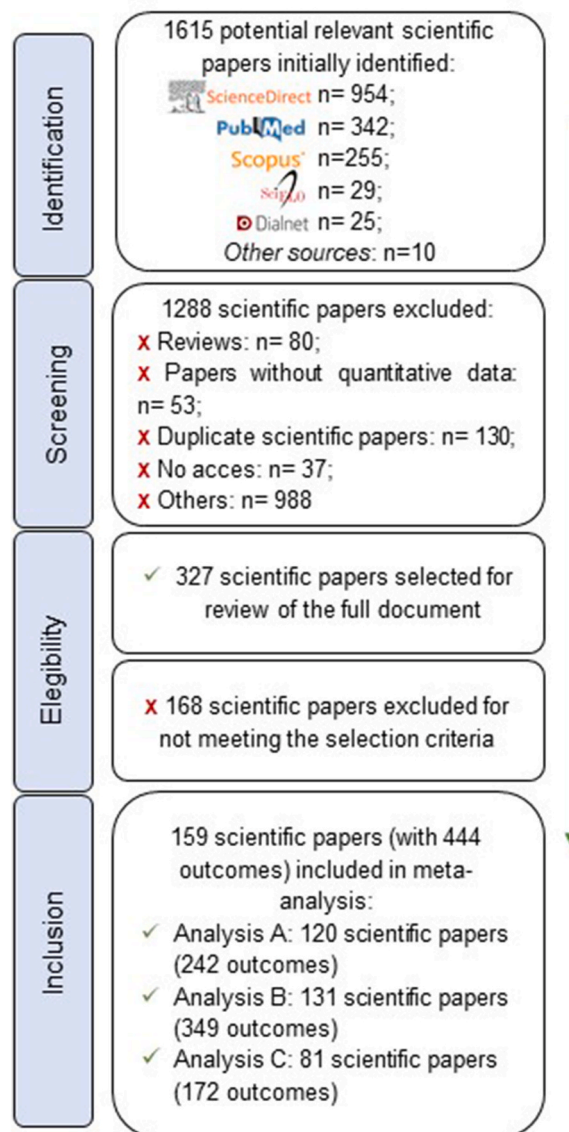 Identification
1615 potential relevant scientific
papers initially identified:
ScienceDirect n= 954;
PubMed n= 342;
Scopus n=255;
SciELO n= 29;
Dialnet n= 25;
Other sources: n=10
Screening
1288 scientific papers excluded:
X Reviews: n= 80;
X Papers without quantitative data:
n= 53;
X Duplicate scientific papers: n= 130;
X No acces: n= 37;
X Others: n= 988
Elegibility
✓ 327 scientific papers selected for
review of the full document
X 168 scientific papers excluded for
not meeting the selection criteria
Inclusion
159 scientific papers (with 444
outcomes) included in meta-
analysis:
✓ Analysis A: 120 scientific papers
(242 outcomes)
✓ Analysis B: 131 scientific papers
(349 outcomes)
✓ Analysis C: 81 scientific papers
(172 outcomes)